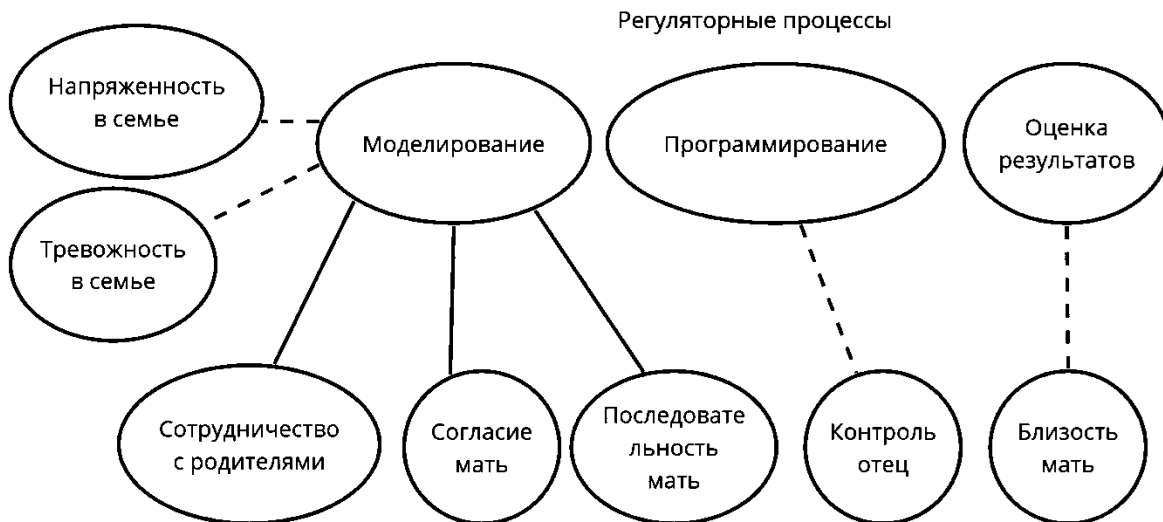 Регуляторные процессы
Напряженность
в семье
Моделирование
Программирование
Оценка
результатов
Тревожность
в семье
Сотрудничество
с родителями
Согласие
мать
Последовате
льность
мать
Контроль
отец
Близость
мать